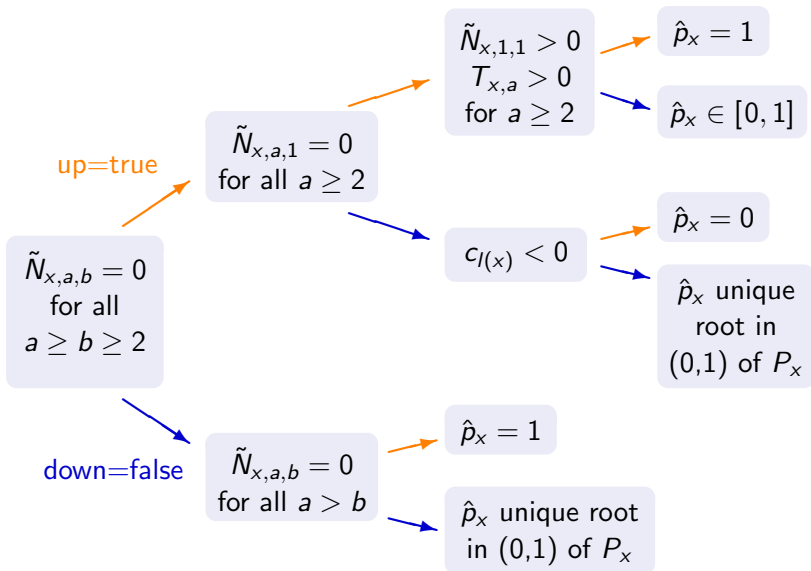 Ñ_{x,1,1} > 0
T_{x,a} > 0
for a ≥ 2
p̂_x = 1
p̂_x ∈ [0, 1]
up=true
Ñ_{x,a,1} = 0
for all a ≥ 2
c_{l(x)} < 0
p̂_x = 0
p̂_x unique
root in
(0,1) of P_x
Ñ_{x,a,b} = 0
for all
a ≥ b ≥ 2
down=false
Ñ_{x,a,b} = 0
for all a > b
p̂_x = 1
p̂_x unique root
in (0,1) of P_x